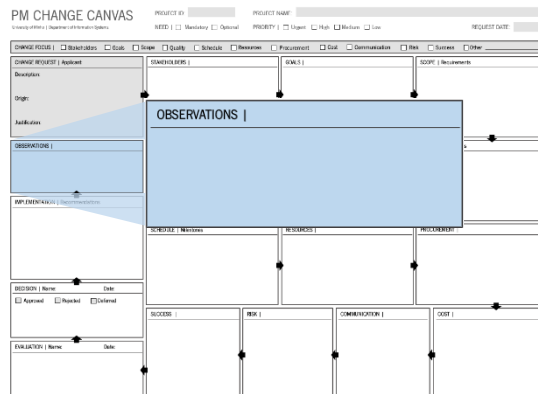 PM CHANGE CANVAS
PROJECT ID:
PROJECT NAME:
NEED | Mandatory Optional
PRIORITY | Urgent High Medium Low
REQUEST DATE:
CHANGE FOCUS | Stakeholders Goals Scope Quality Schedule Resources Procurement Cost Communication Risk Success Other
CHANGE REQUEST | Applicant
Description:
Origin:
Justification:
STAKEHOLDERS |
GOALS |
SCOPE | Requirements
OBSERVATIONS |
OBSERVATIONS |
IMPLEMENTATION | Recommendations
SCHEDULE | Milestones
RESOURCES |
PROCUREMENT |
DECISION | Name: Date:
Approved Rejected Deferred
SUCCESS |
RISK |
COMMUNICATION |
COST |
EVALUATION | Name: Date: